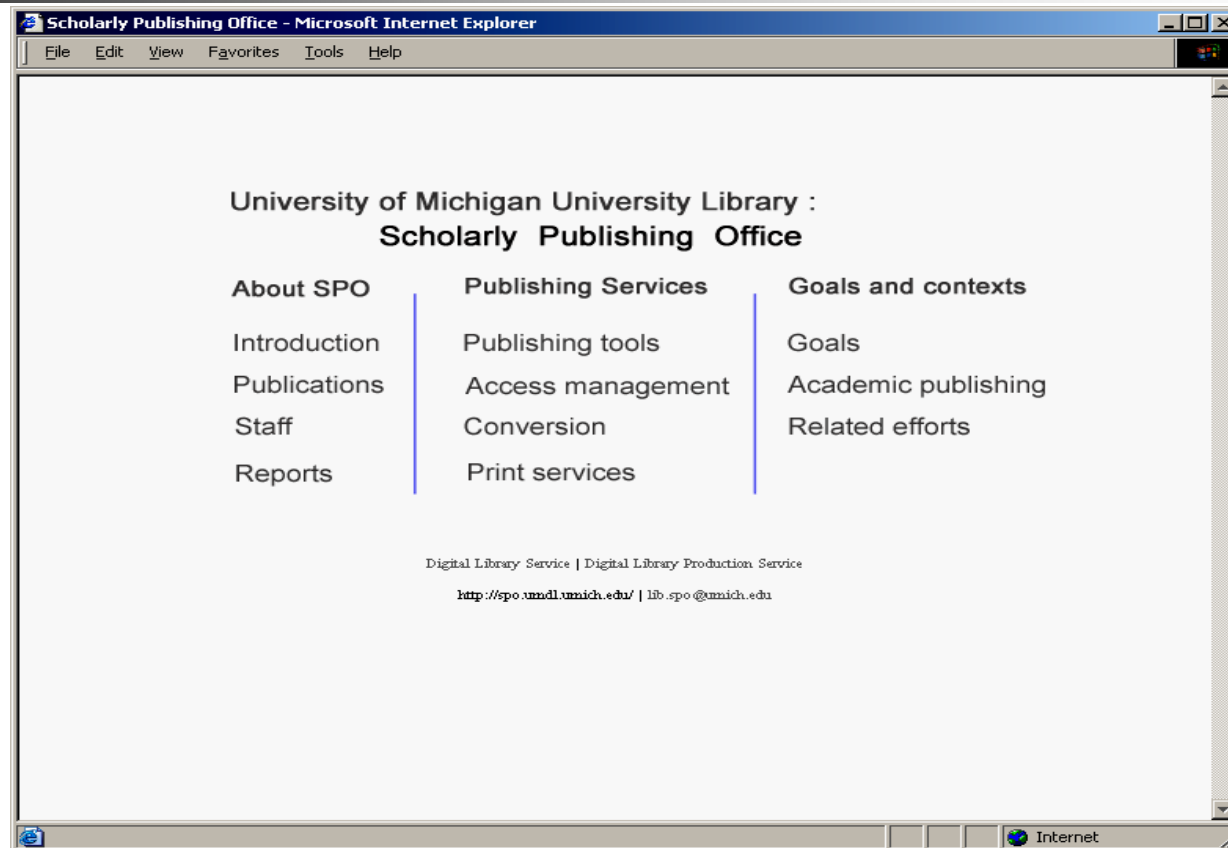 Scholarly Publishing Office - Microsoft Internet Explorer
File Edit View Favorites Tools Help
University of Michigan University Library :
Scholarly Publishing Office
About SPO
Introduction
Publications
Staff
Reports
Publishing Services
Publishing tools
Access management
Conversion
Print services
Goals and contexts
Goals
Academic publishing
Related efforts
Digital Library Service | Digital Library Production Service
http://spo.umdl.umich.edu/ | lib.spo@umich.edu
Internet